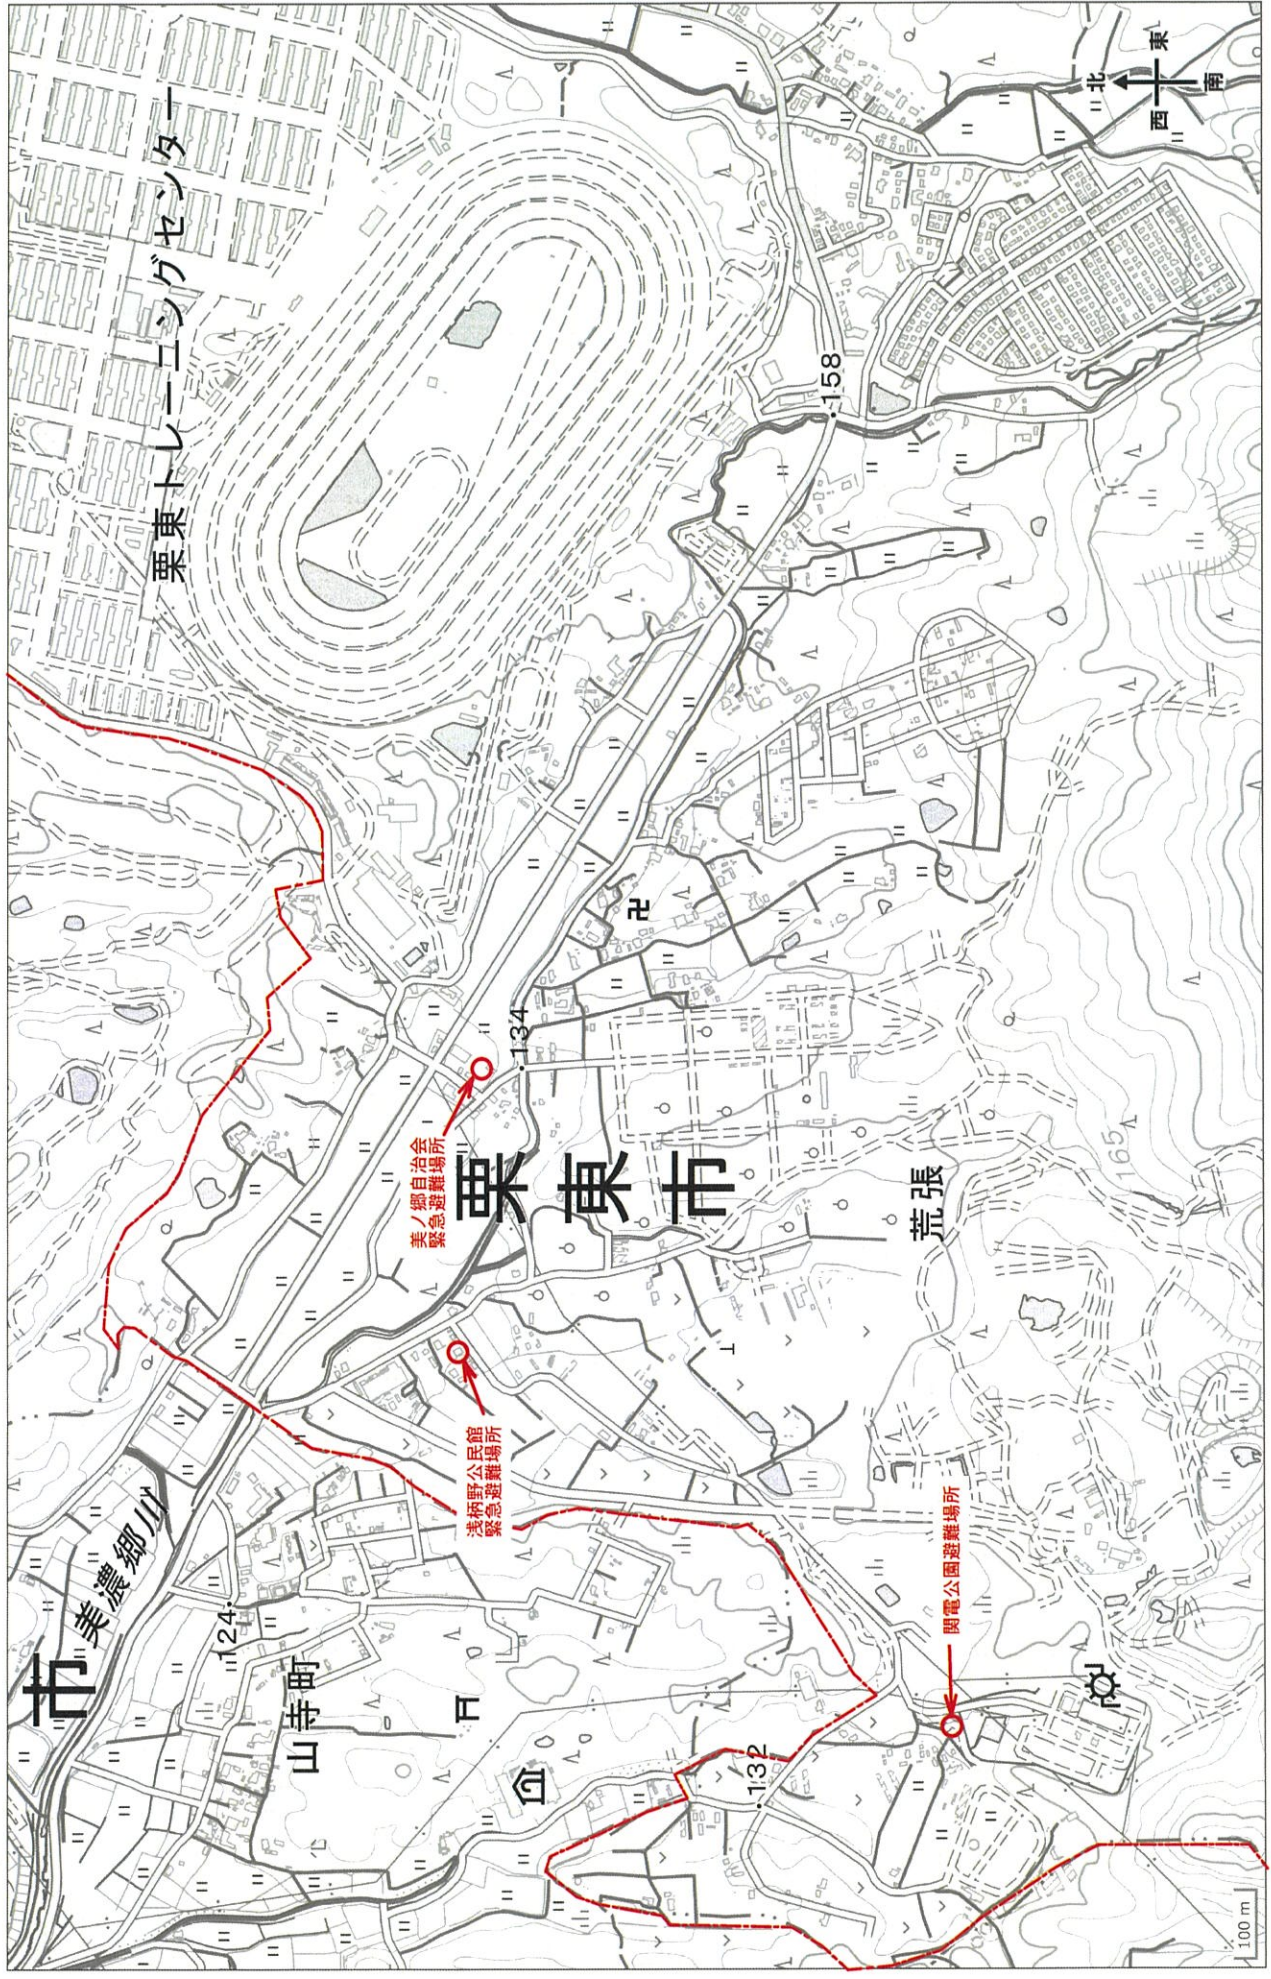 栗東トレーニングセンター
北
西
東
南
158
134
美ノ郷自治会
緊急避難場所
栗東市
荒張
165
浅柄野公民館
緊急避難場所
関電公園避難場所
市
美濃郷川
124
山寺町
132
100 m